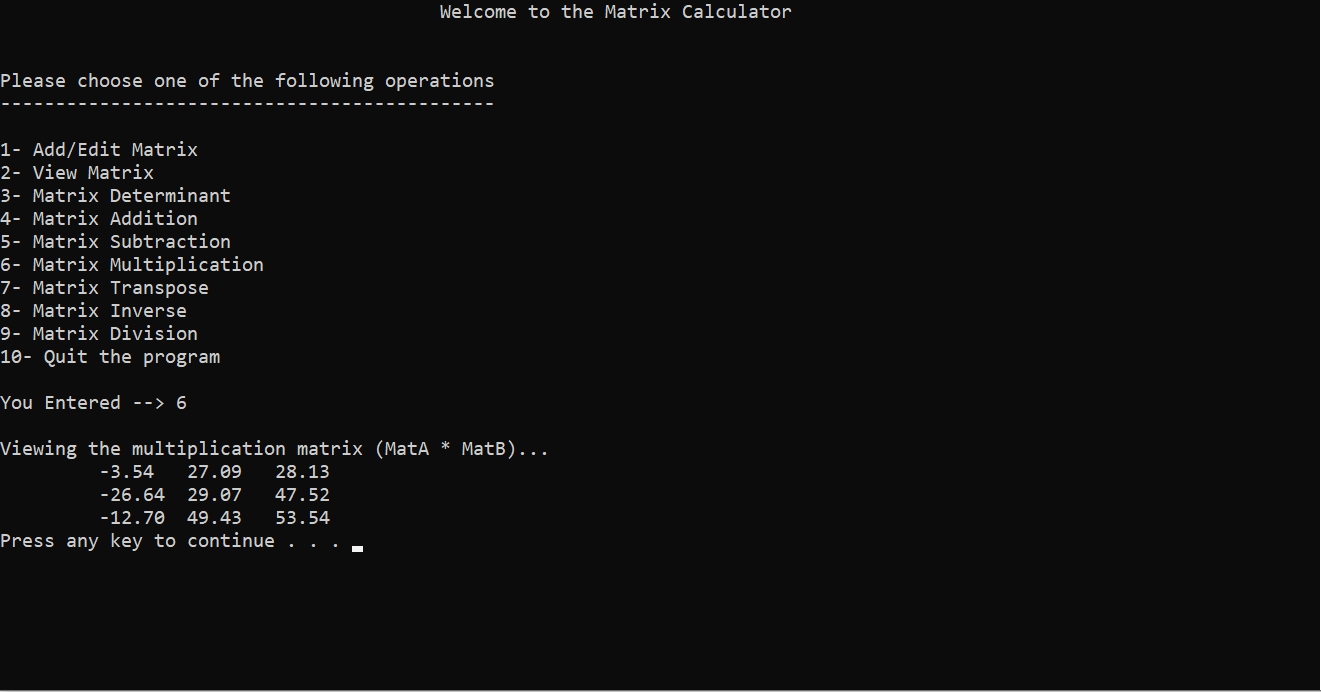 Welcome to the Matrix Calculator
Please choose one of the following operations
---------------------------------------------
1- Add/Edit Matrix
2- View Matrix
3- Matrix Determinant
4- Matrix Addition
5- Matrix Subtraction
6- Matrix Multiplication
7- Matrix Transpose
8- Matrix Inverse
9- Matrix Division
10- Quit the program
You Entered --> 6
Viewing the multiplication matrix (MatA * MatB)...
-3.54 27.09 28.13
-26.64 29.07 47.52
-12.70 49.43 53.54
Press any key to continue . . .